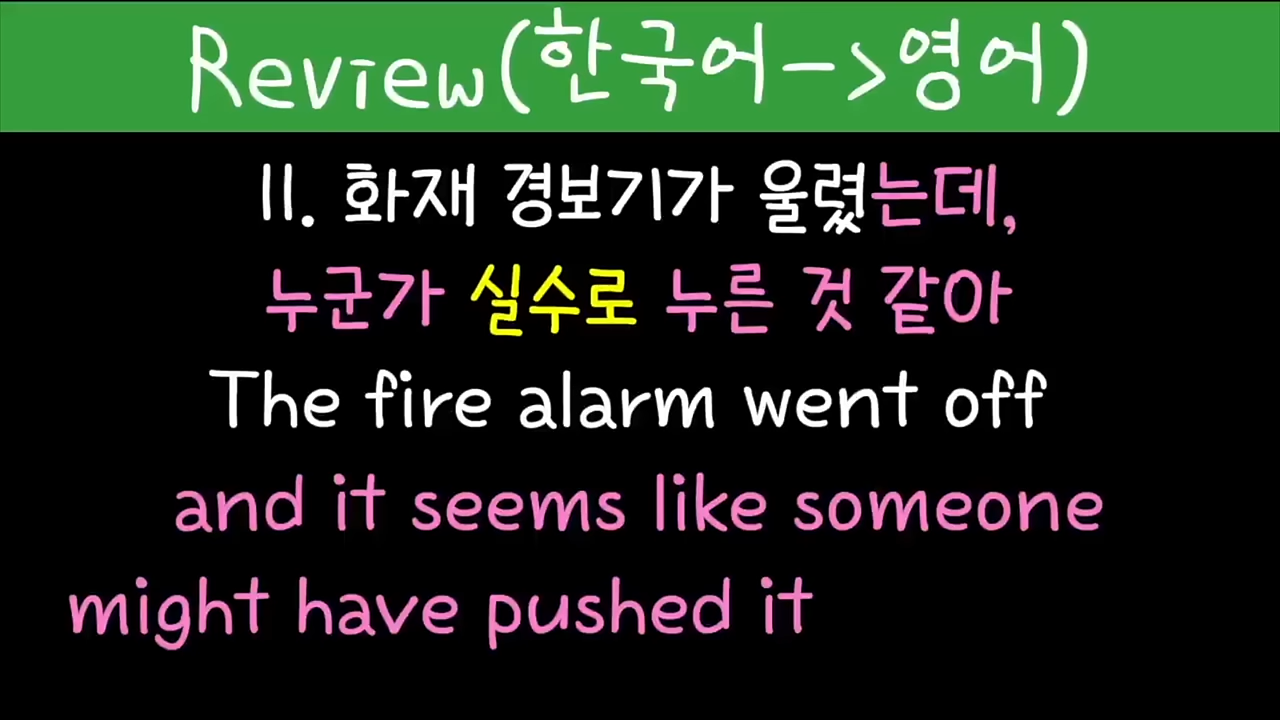 Review(한국어->영어)
11. 화재 경보기가 울렸는데,
누군가 실수로 누른 것 같아
The fire alarm went off
and it seems like someone
might have pushed it